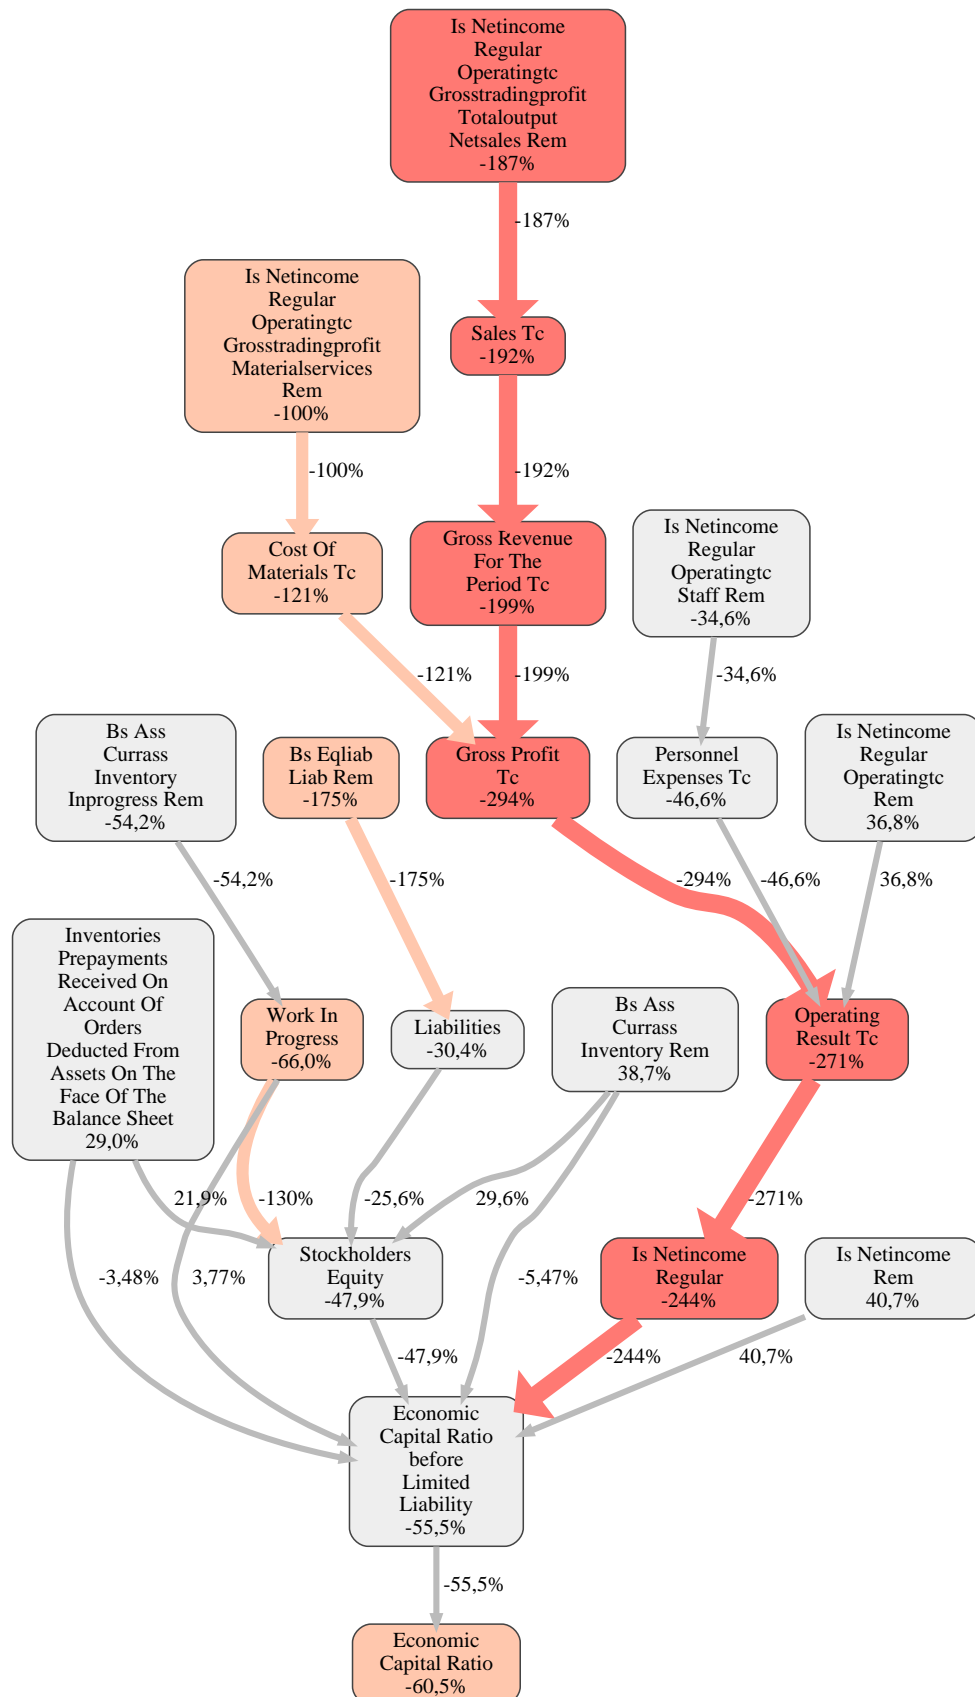 Is Netincome
Regular
Operatingtc
Grosstradingprofit
Totaloutput
Netsales Rem
-187%
-187%
Is Netincome
Regular
Operatingtc
Grosstradingprofit
Materialservices
Rem
-100%
Sales Tc
-192%
-100%
-192%
Cost Of
Materials Tc
-121%
Gross Revenue
For The
Period Tc
-199%
Is Netincome
Regular
Operatingtc
Staff Rem
-34,6%
-121%
-199%
-34,6%
Bs Ass
Currass
Inventory
Inprogress Rem
-54,2%
Bs Eqliab
Liab Rem
-175%
Gross Profit
Tc
-294%
Personnel
Expenses Tc
-46,6%
Is Netincome
Regular
Operatingtc
Rem
36,8%
-54,2%
-175%
-294%
-46,6%
36,8%
Inventories
Prepayments
Received On
Account Of
Orders
Deducted From
Assets On The
Face Of The
Balance Sheet
29,0%
Work In
Progress
-66,0%
Liabilities
-30,4%
Bs Ass
Currass
Inventory Rem
38,7%
Operating
Result Tc
-271%
21,9%
-130%
-25,6%
29,6%
-271%
-3,48%
3,77%
Stockholders
Equity
-47,9%
-5,47%
Is Netincome
Regular
-244%
Is Netincome
Rem
40,7%
-47,9%
-244%
40,7%
Economic
Capital Ratio
before
Limited
Liability
-55,5%
-55,5%
Economic
Capital Ratio
-60,5%